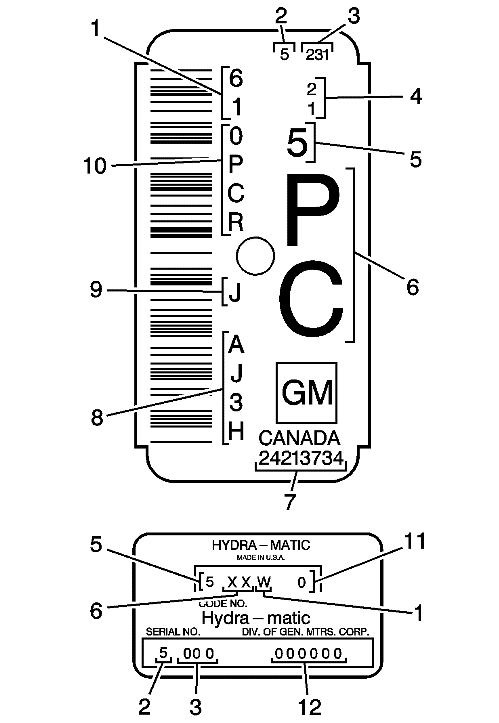 2 3
1
5 231
6 2 4
1 1
0 5 5
P
10 P
C
R
C 6
9 J
A
J GM
8 3
H CANADA
24213734
7
HYDRA–MATIC
MADE IN U.S.A.
5 5 XX W 0 11
6 CODE NO. 1
Hydra–matic
SERIAL NO. DIV. OF GEN. MTRS. CORP.
5 000 000000
2 3 12